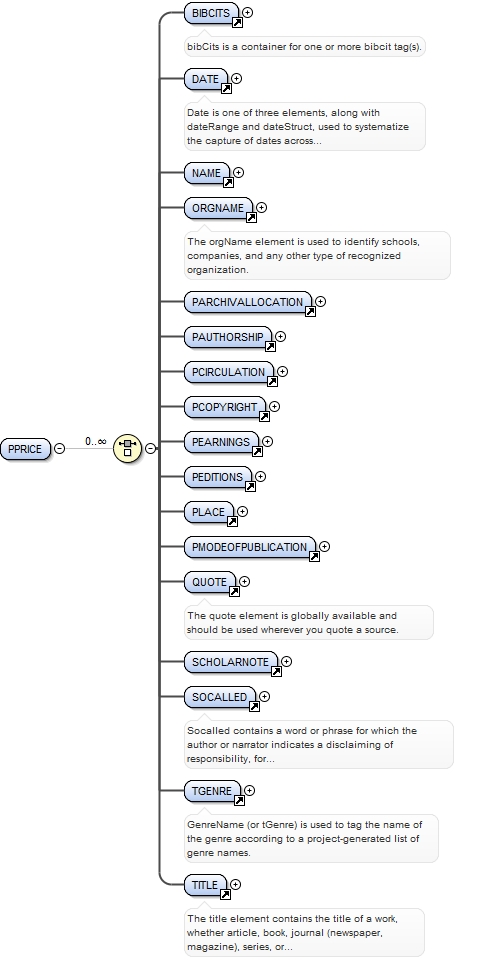 BIBCITS
bibCits is a container for one or more bibcit tag(s).
DATE
Date is one of three elements, along with
dateRange and dateStruct, used to systematize
the capture of dates across...
NAME
ORGNAME
The orgName element is used to identify schools,
companies, and any other type of recognized
organization.
PARCHIVALLOCATION
PAUTHORSHIP
PCIRCULATION
PCOPYRIGHT
PPRICE
0..∞
PEARNINGS
PEDITIONS
PLACE
PMODEOFPUBLICATION
QUOTE
The quote element is globally available and
should be used wherever you quote a source.
SCHOLARNOTE
SOCALLED
Socalled contains a word or phrase for which the
author or narrator indicates a disclaiming of
responsibility, for...
TGENRE
GenreName (or tGenre) is used to tag the name of
the genre according to a project-generated list of
genre names.
TITLE
The title element contains the title of a work,
whether article, book, journal (newspaper,
magazine), series, or...